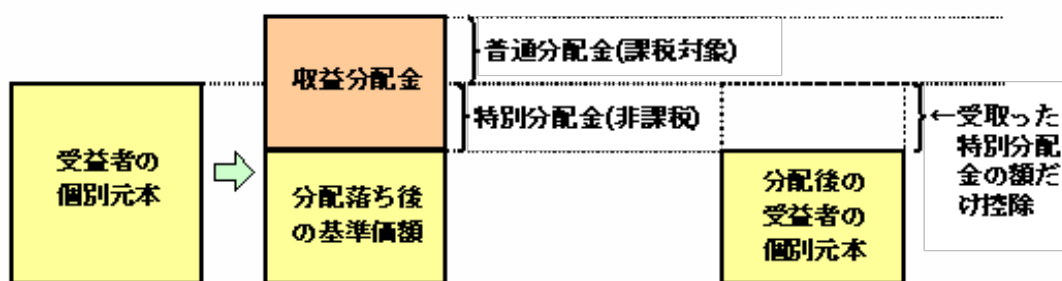 普通分配金(課税対象)
収益分配金
特別分配金(非課税)
受益者の
個別元本
分配落ち後
の基準価額
分配後の
受益者の
個別元本
←受取った
特別分配
金の額だ
け控除